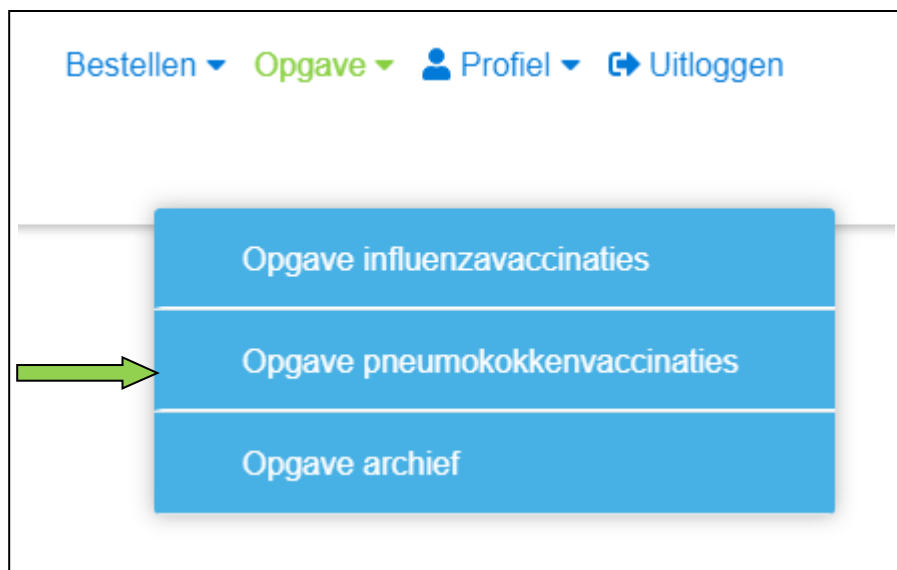 Bestellen Opgave Profiel Uitloggen
Opgave influenzavaccinaties
Opgave pneumokokkenvaccinaties
Opgave archief